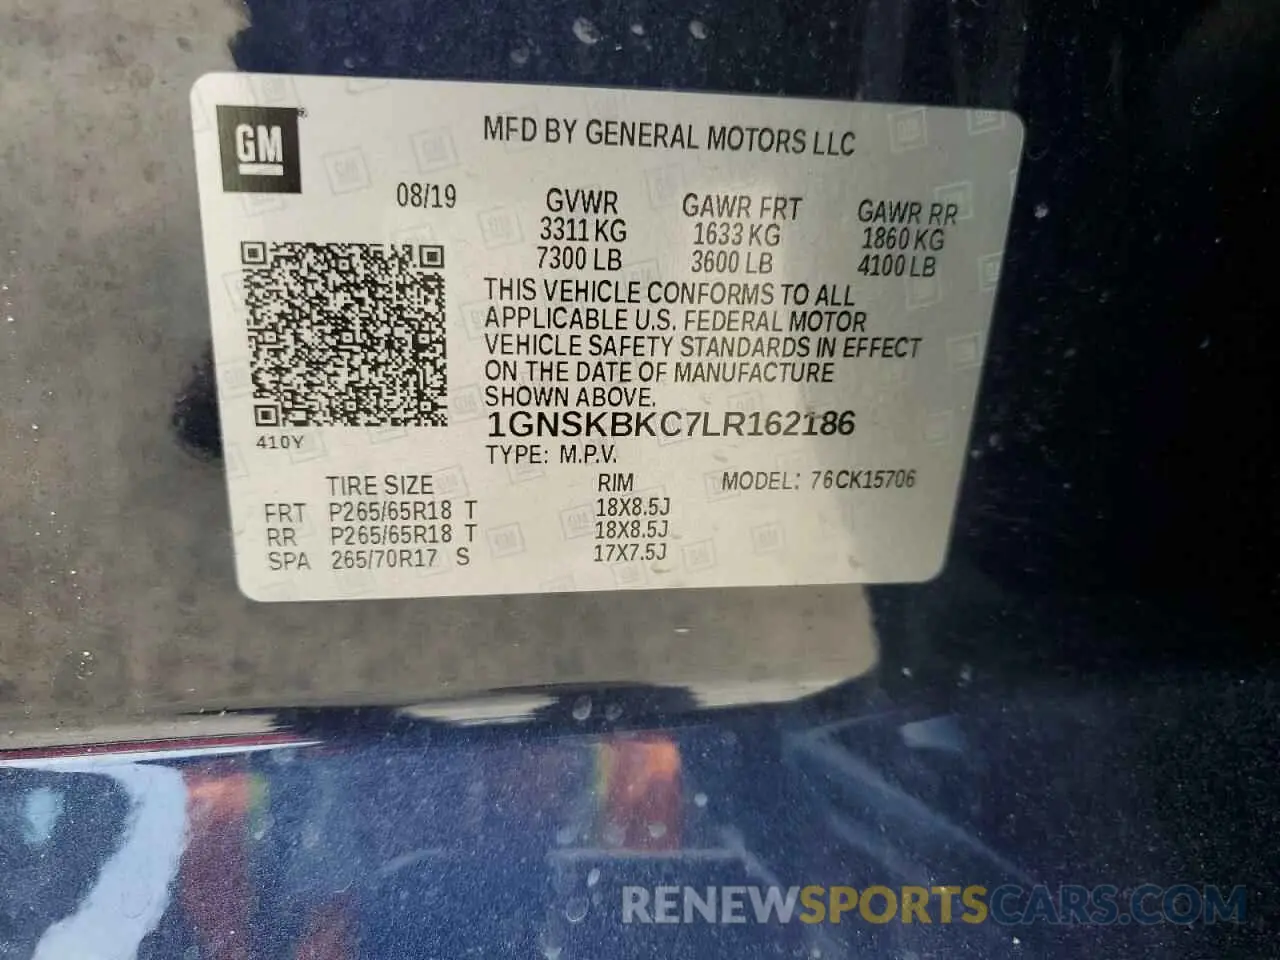 GM ®
MFD BY GENERAL MOTORS LLC
08/19
GVWR GAWR FRT GAWR RR
3311 KG 1633 KG 1860 KG
7300 LB 3600 LB 4100 LB
THIS VEHICLE CONFORMS TO ALL
APPLICABLE U.S. FEDERAL MOTOR
VEHICLE SAFETY STANDARDS IN EFFECT
ON THE DATE OF MANUFACTURE
SHOWN ABOVE.
1GNSKBKC7LR162186
410Y
TYPE: M.P.V.
TIRE SIZE RIM MODEL: 76CK15706
FRT P265/65R18 T 18X8.5J
RR P265/65R18 T 18X8.5J
SPA 265/70R17 S 17X7.5J
RENEWSPORTSCARS.COM